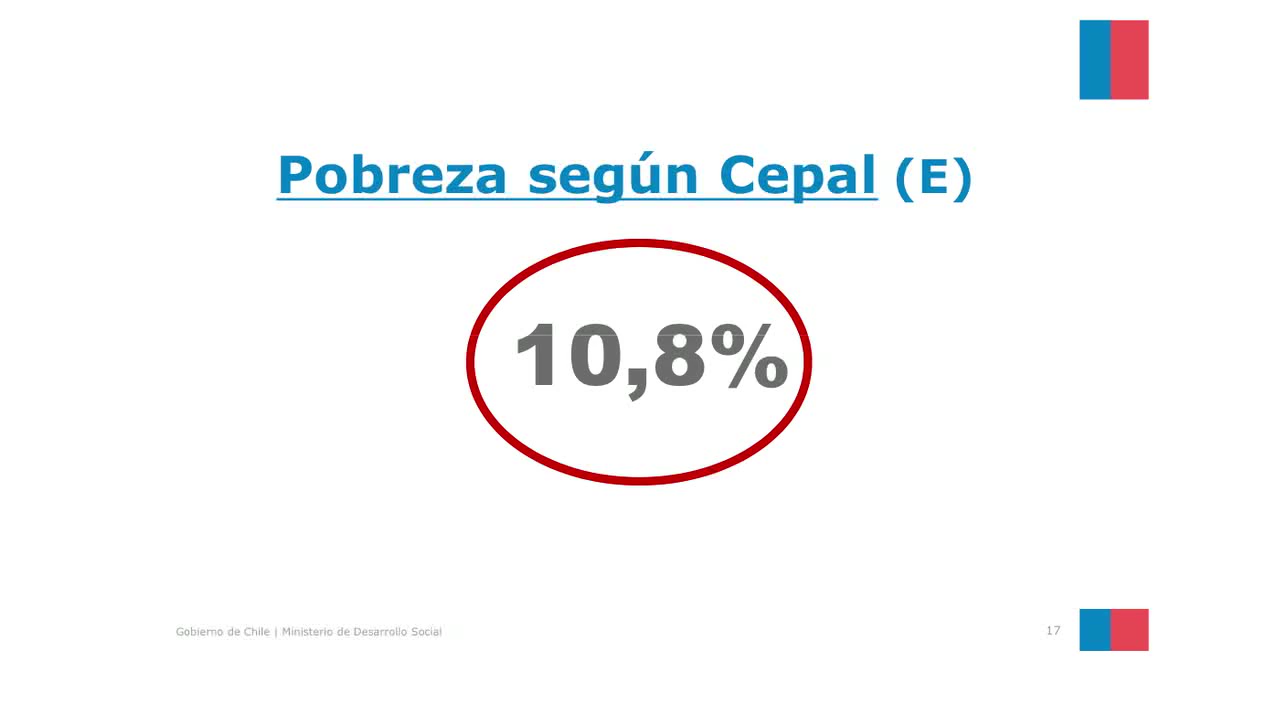 Pobreza según Cepal (E)
10,8%
Gobierno de Chile | Ministerio de Desarrollo Social
17